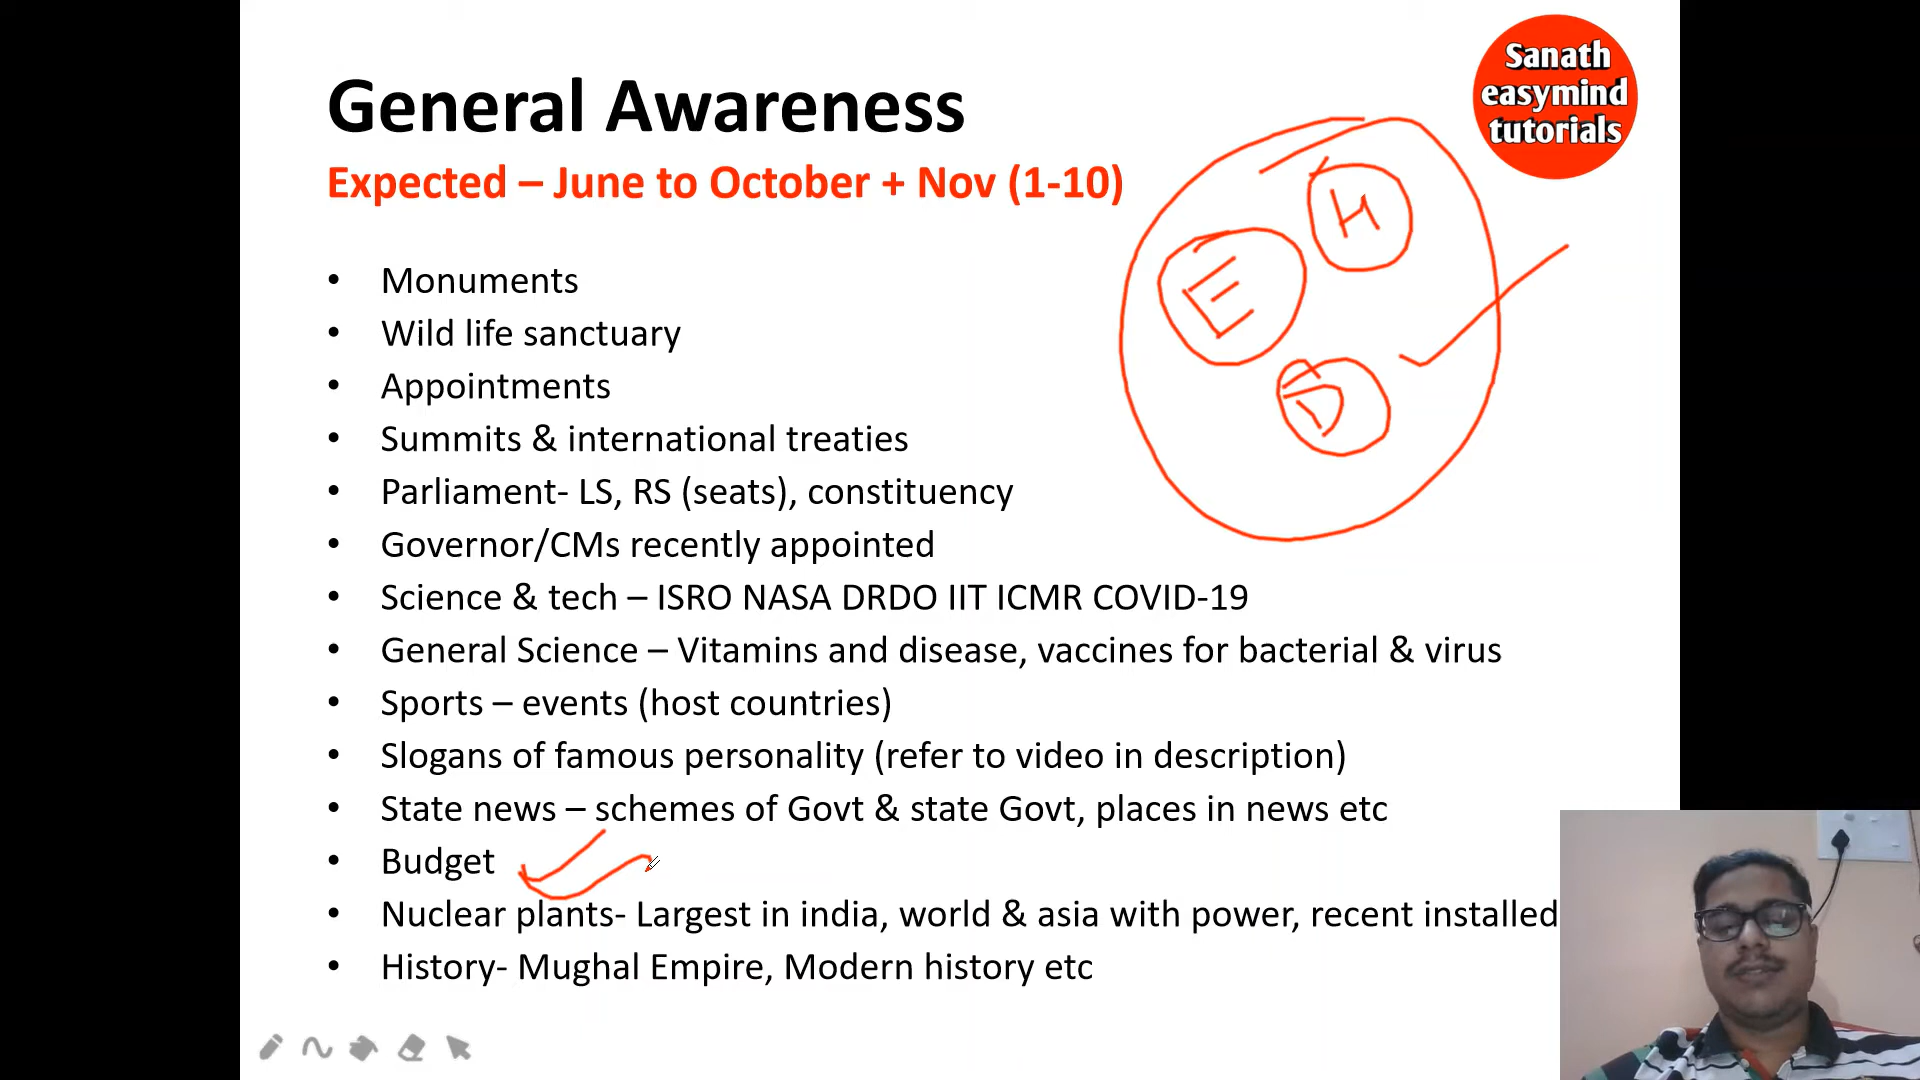 Sanath
easymind
tutorials
General Awareness
Expected – June to October + Nov (1-10)
H
E
D
• Monuments
• Wild life sanctuary
• Appointments
• Summits & international treaties
• Parliament- LS, RS (seats), constituency
• Governor/CMs recently appointed
• Science & tech – ISRO NASA DRDO IIT ICMR COVID-19
• General Science – Vitamins and disease, vaccines for bacterial & virus
• Sports – events (host countries)
• Slogans of famous personality (refer to video in description)
• State news – schemes of Govt & state Govt, places in news etc
• Budget
• Nuclear plants- Largest in india, world & asia with power, recent installed
• History- Mughal Empire, Modern history etc